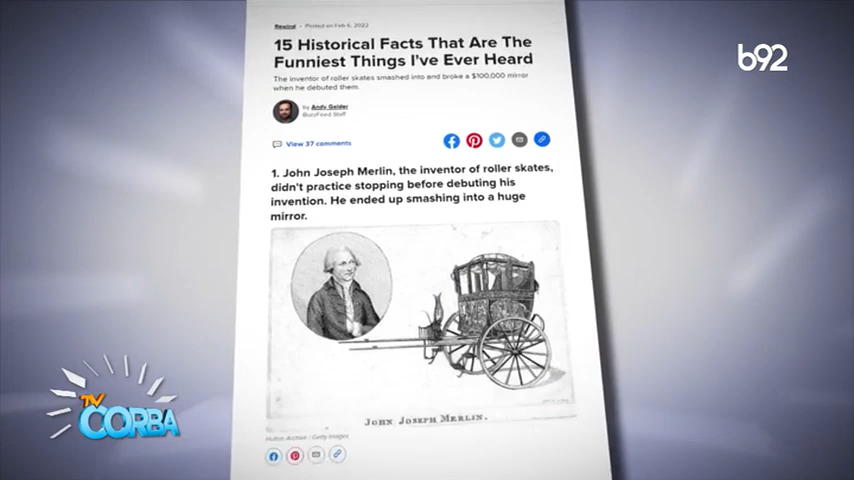 Rewind • Posted on Feb 6, 2022
15 Historical Facts That Are The
Funniest Things I've Ever Heard
The inventor of roller skates smashed into and broke a $100,000 mirror
when he debuted them.
by Andy Golder
BuzzFeed Staff
View 37 comments
1. John Joseph Merlin, the inventor of roller skates,
didn't practice stopping before debuting his
invention. He ended up smashing into a huge
mirror.
JOHN JOSEPH MERLIN.
Hulton Archive / Getty Images
b92
TV
ČORBA